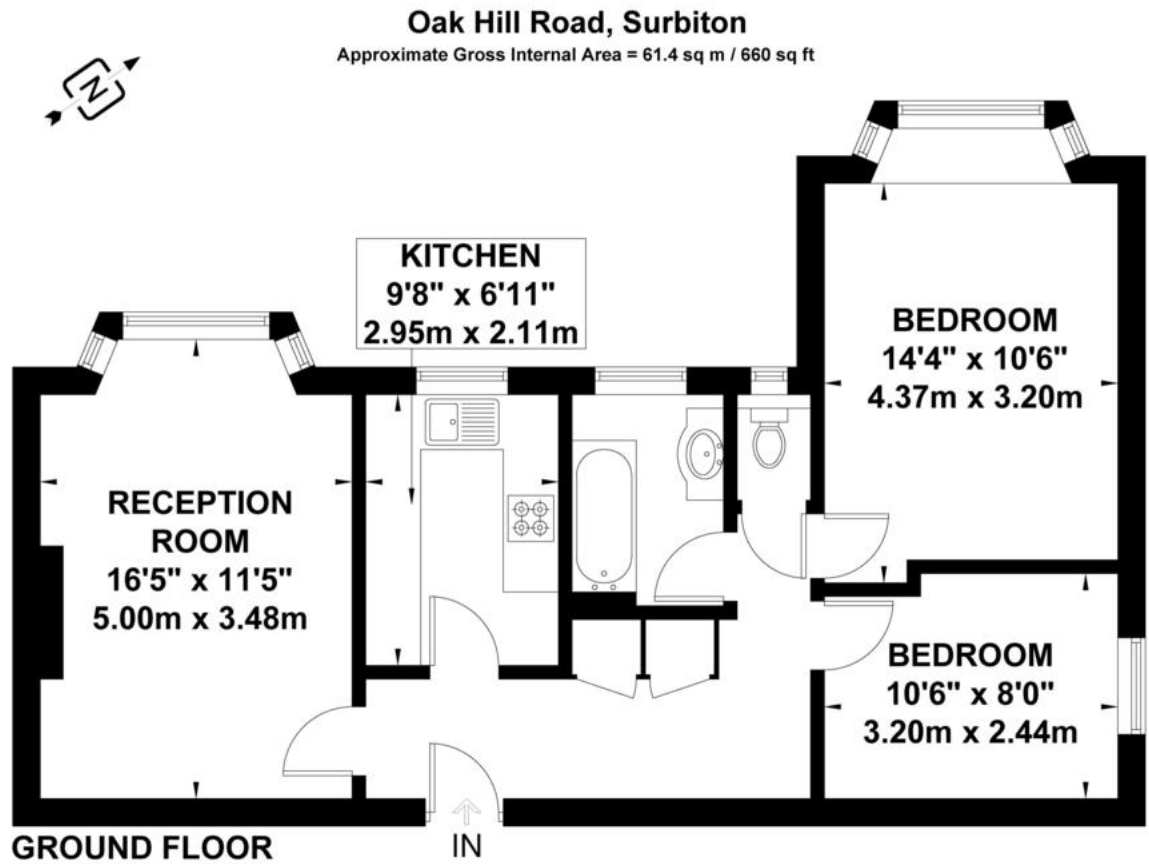 Oak Hill Road, Surbiton
Approximate Gross Internal Area = 61.4 sq m / 660 sq ft
N
KITCHEN
9'8" x 6'11"
2.95m x 2.11m
BEDROOM
14'4" x 10'6"
4.37m x 3.20m
RECEPTION
ROOM
16'5" x 11'5"
5.00m x 3.48m
BEDROOM
10'6" x 8'0"
3.20m x 2.44m
GROUND FLOOR
IN